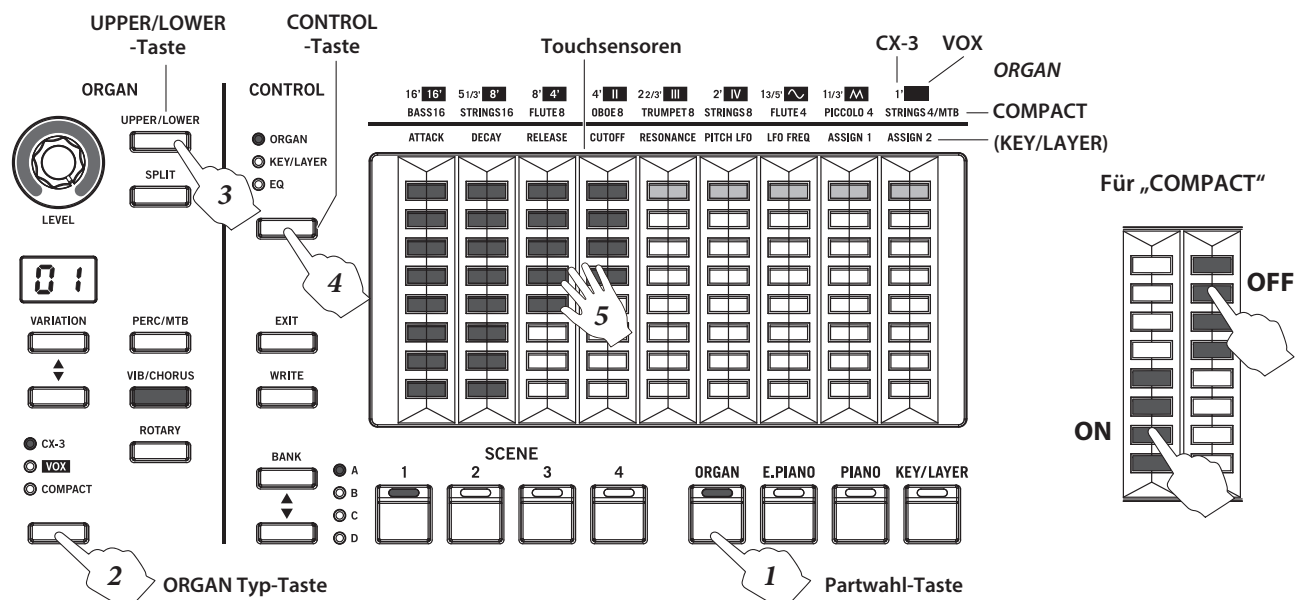 UPPER/LOWER
-Taste
CONTROL
-Taste
Touchsensoren
CX-3
VOX
ORGAN
ORGAN
CONTROL
16' 16' 5 1/3' 8' 8' 4' 4' II 2 2/3' III 2' IV 1 3/5' 1 1/3' 1'
BASS16 STRINGS16 FLUTE8 OBOE8 TRUMPET8 STRINGS8 FLUTE4 PICCOLO 4 STRINGS4/MTB
COMPACT
ATTACK DECAY RELEASE CUTOFF RESONANCE PITCH LFO LFO FREQ ASSIGN 1 ASSIGN 2
(KEY/LAYER)
UPPER/LOWER
ORGAN
KEY/LAYER
EQ
SPLIT
3
LEVEL
4
5
Für „COMPACT“
OFF
ON
01
VARIATION
PERC/MTB
EXIT
VIB/CHORUS
WRITE
ROTARY
CX-3
VOX
COMPACT
BANK
A
B
C
D
SCENE
1 2 3 4
ORGAN E.PIANO PIANO KEY/LAYER
2
ORGAN Typ-Taste
1
Partwahl-Taste